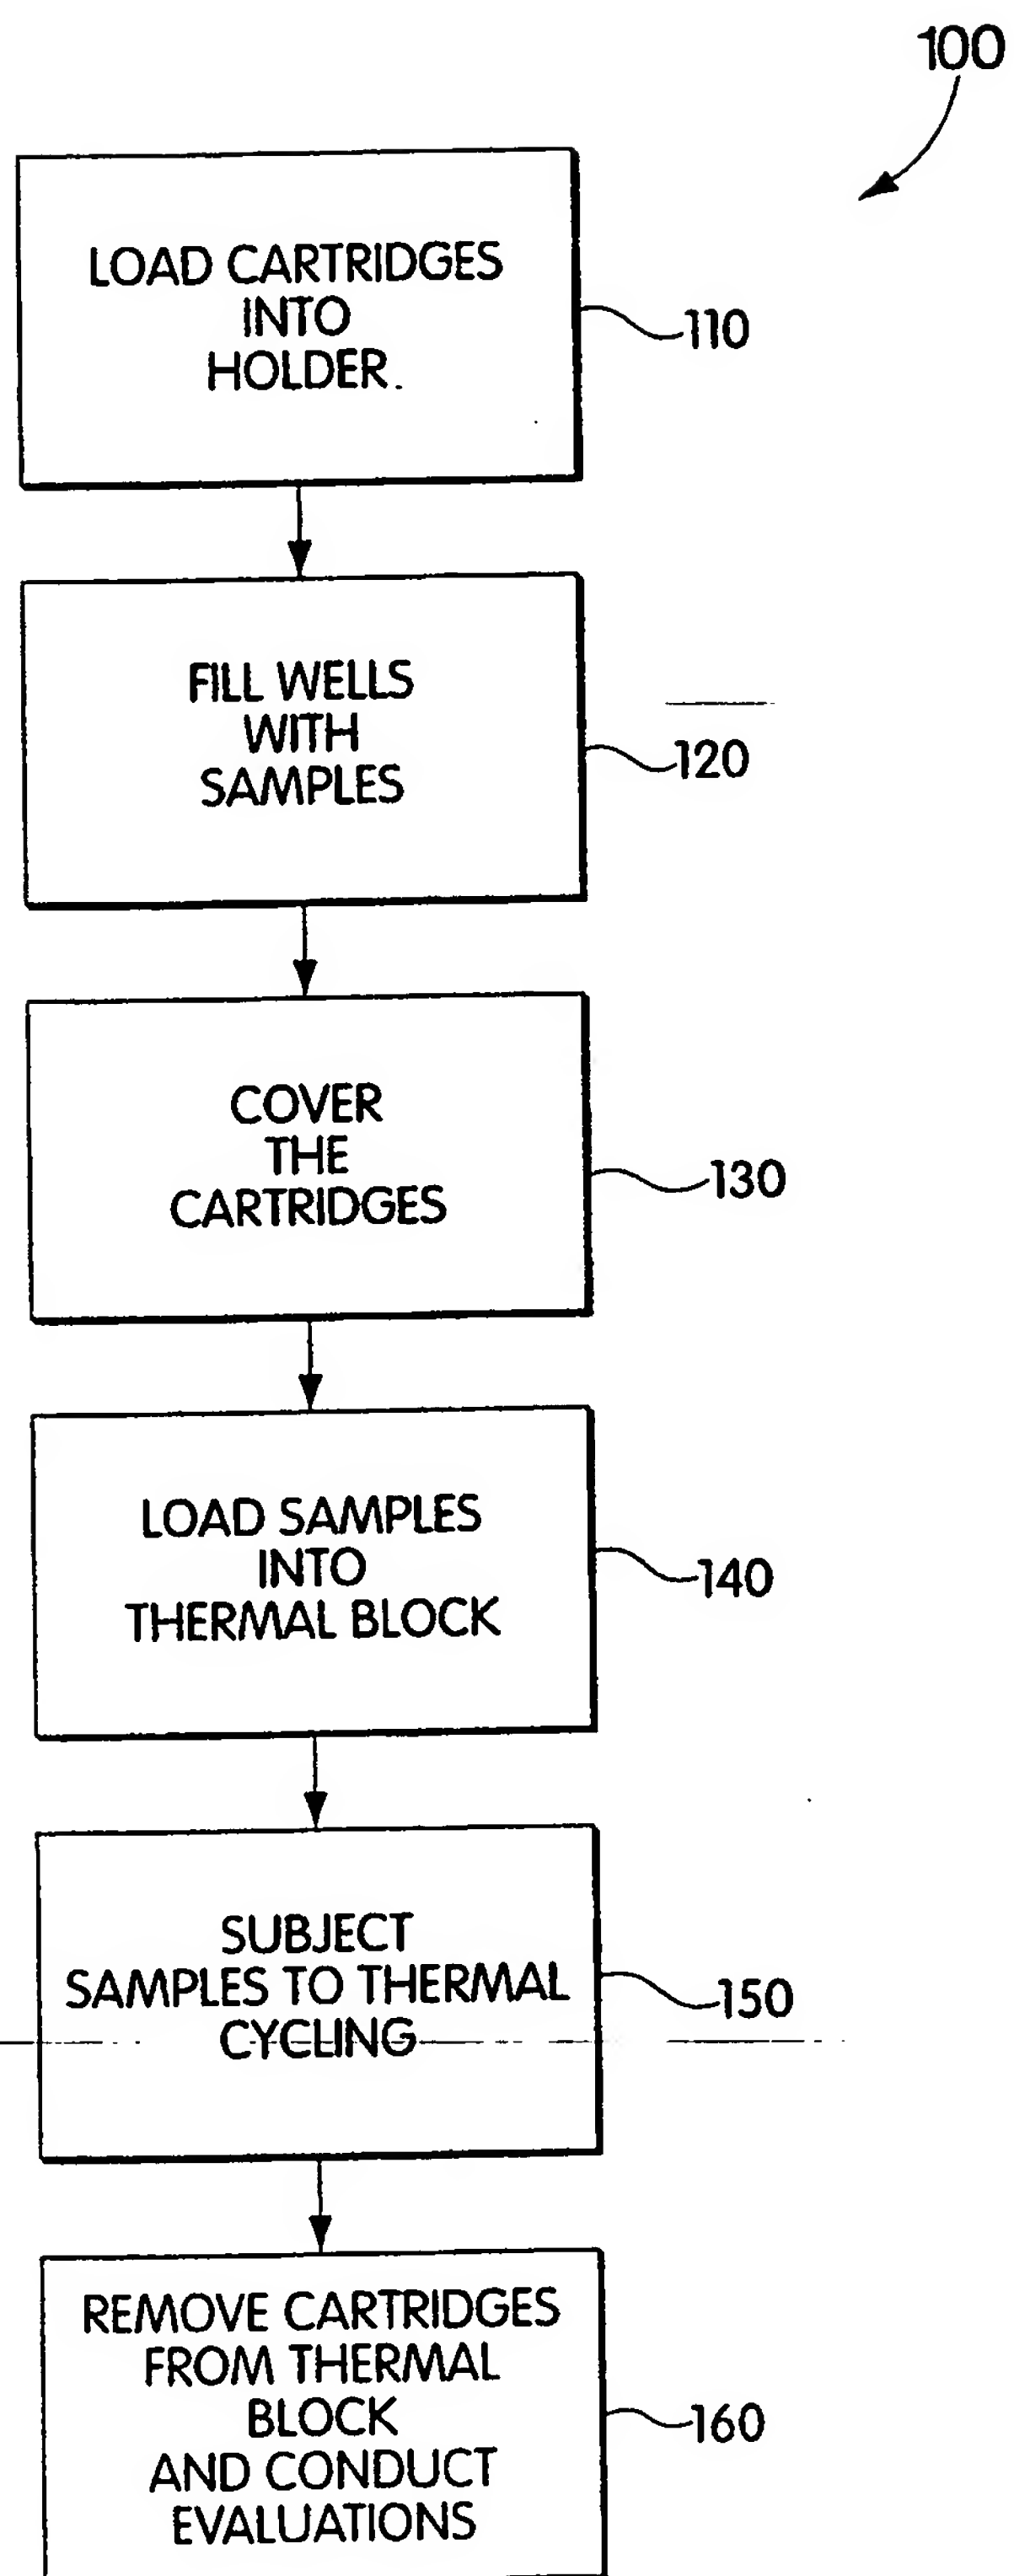 100
LOAD CARTRIDGES
INTO
HOLDER.
110
FILL WELLS
WITH
SAMPLES
120
COVER
THE
CARTRIDGES
130
LOAD SAMPLES
INTO
THERMAL BLOCK
140
SUBJECT
SAMPLES TO THERMAL
CYCLING
150
REMOVE CARTRIDGES
FROM THERMAL
BLOCK
AND CONDUCT
EVALUATIONS
160